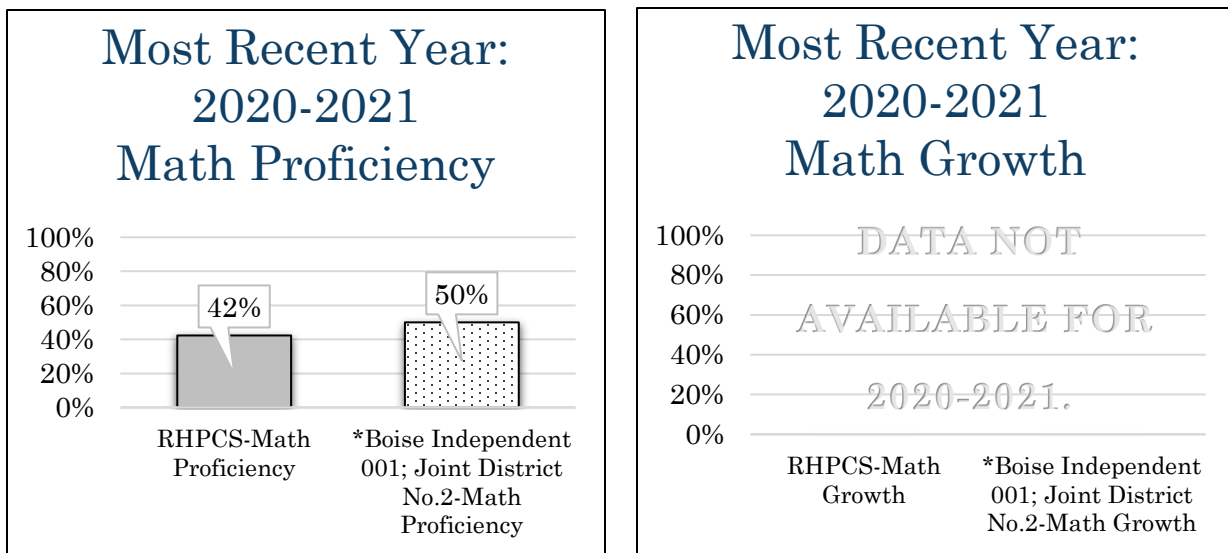 Most Recent Year:
2020-2021
Math Proficiency
100%
80%
60%
40%
20%
0%
42%
50%
RHPCS-Math
Proficiency
*Boise Independent
001; Joint District
No.2-Math
Proficiency
Most Recent Year:
2020-2021
Math Growth
100%
80%
60%
40%
20%
0%
DATA NOT
AVAILABLE FOR
2020-2021.
RHPCS-Math
Growth
*Boise Independent
001; Joint District
No.2-Math Growth